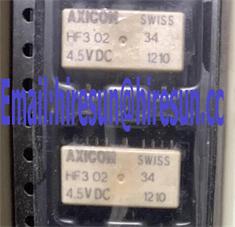 AXICOM SWISS
HF3 02 34
4.5VDC 1210
Email:hiresun@hiresun.cc
AXICOM SWISS
HF3 02 34
4.5VDC 1210